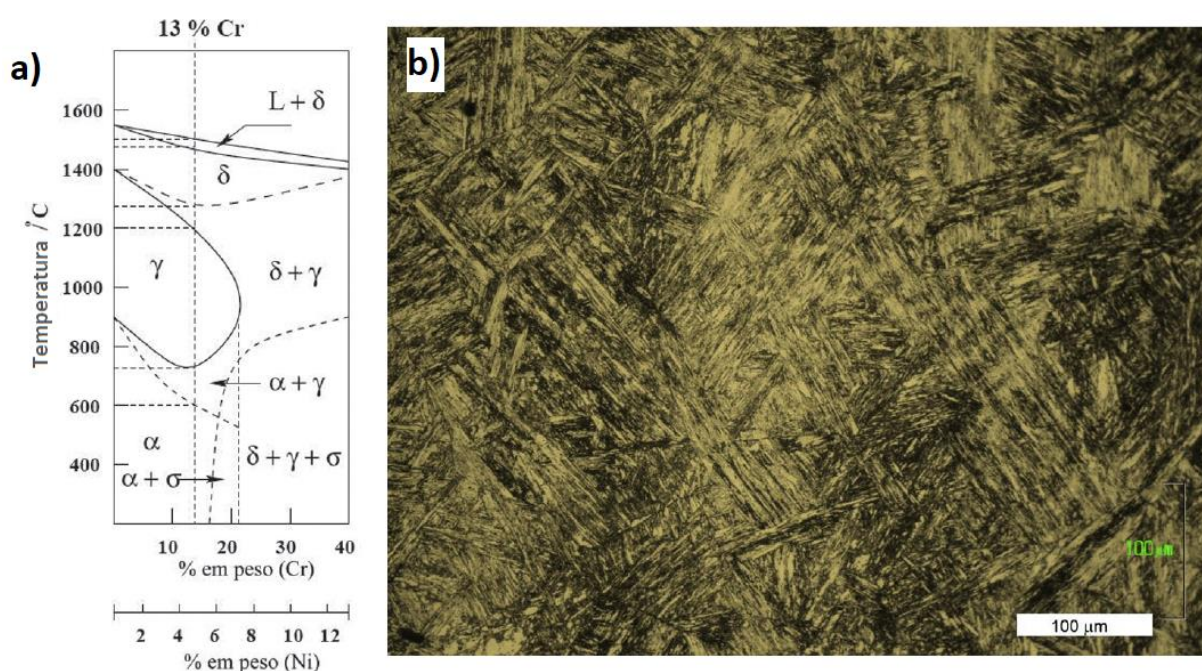 13 % Cr
a)
b)
L + δ
1600
δ
1400
Temperatura /°C
1200
γ
δ + γ
1000
800
α + γ
600
α
δ + γ + σ
400
α + σ
10 20 30 40
% em peso (Cr)
2 4 6 8 10 12
% em peso (Ni)
100 µm
100 μm